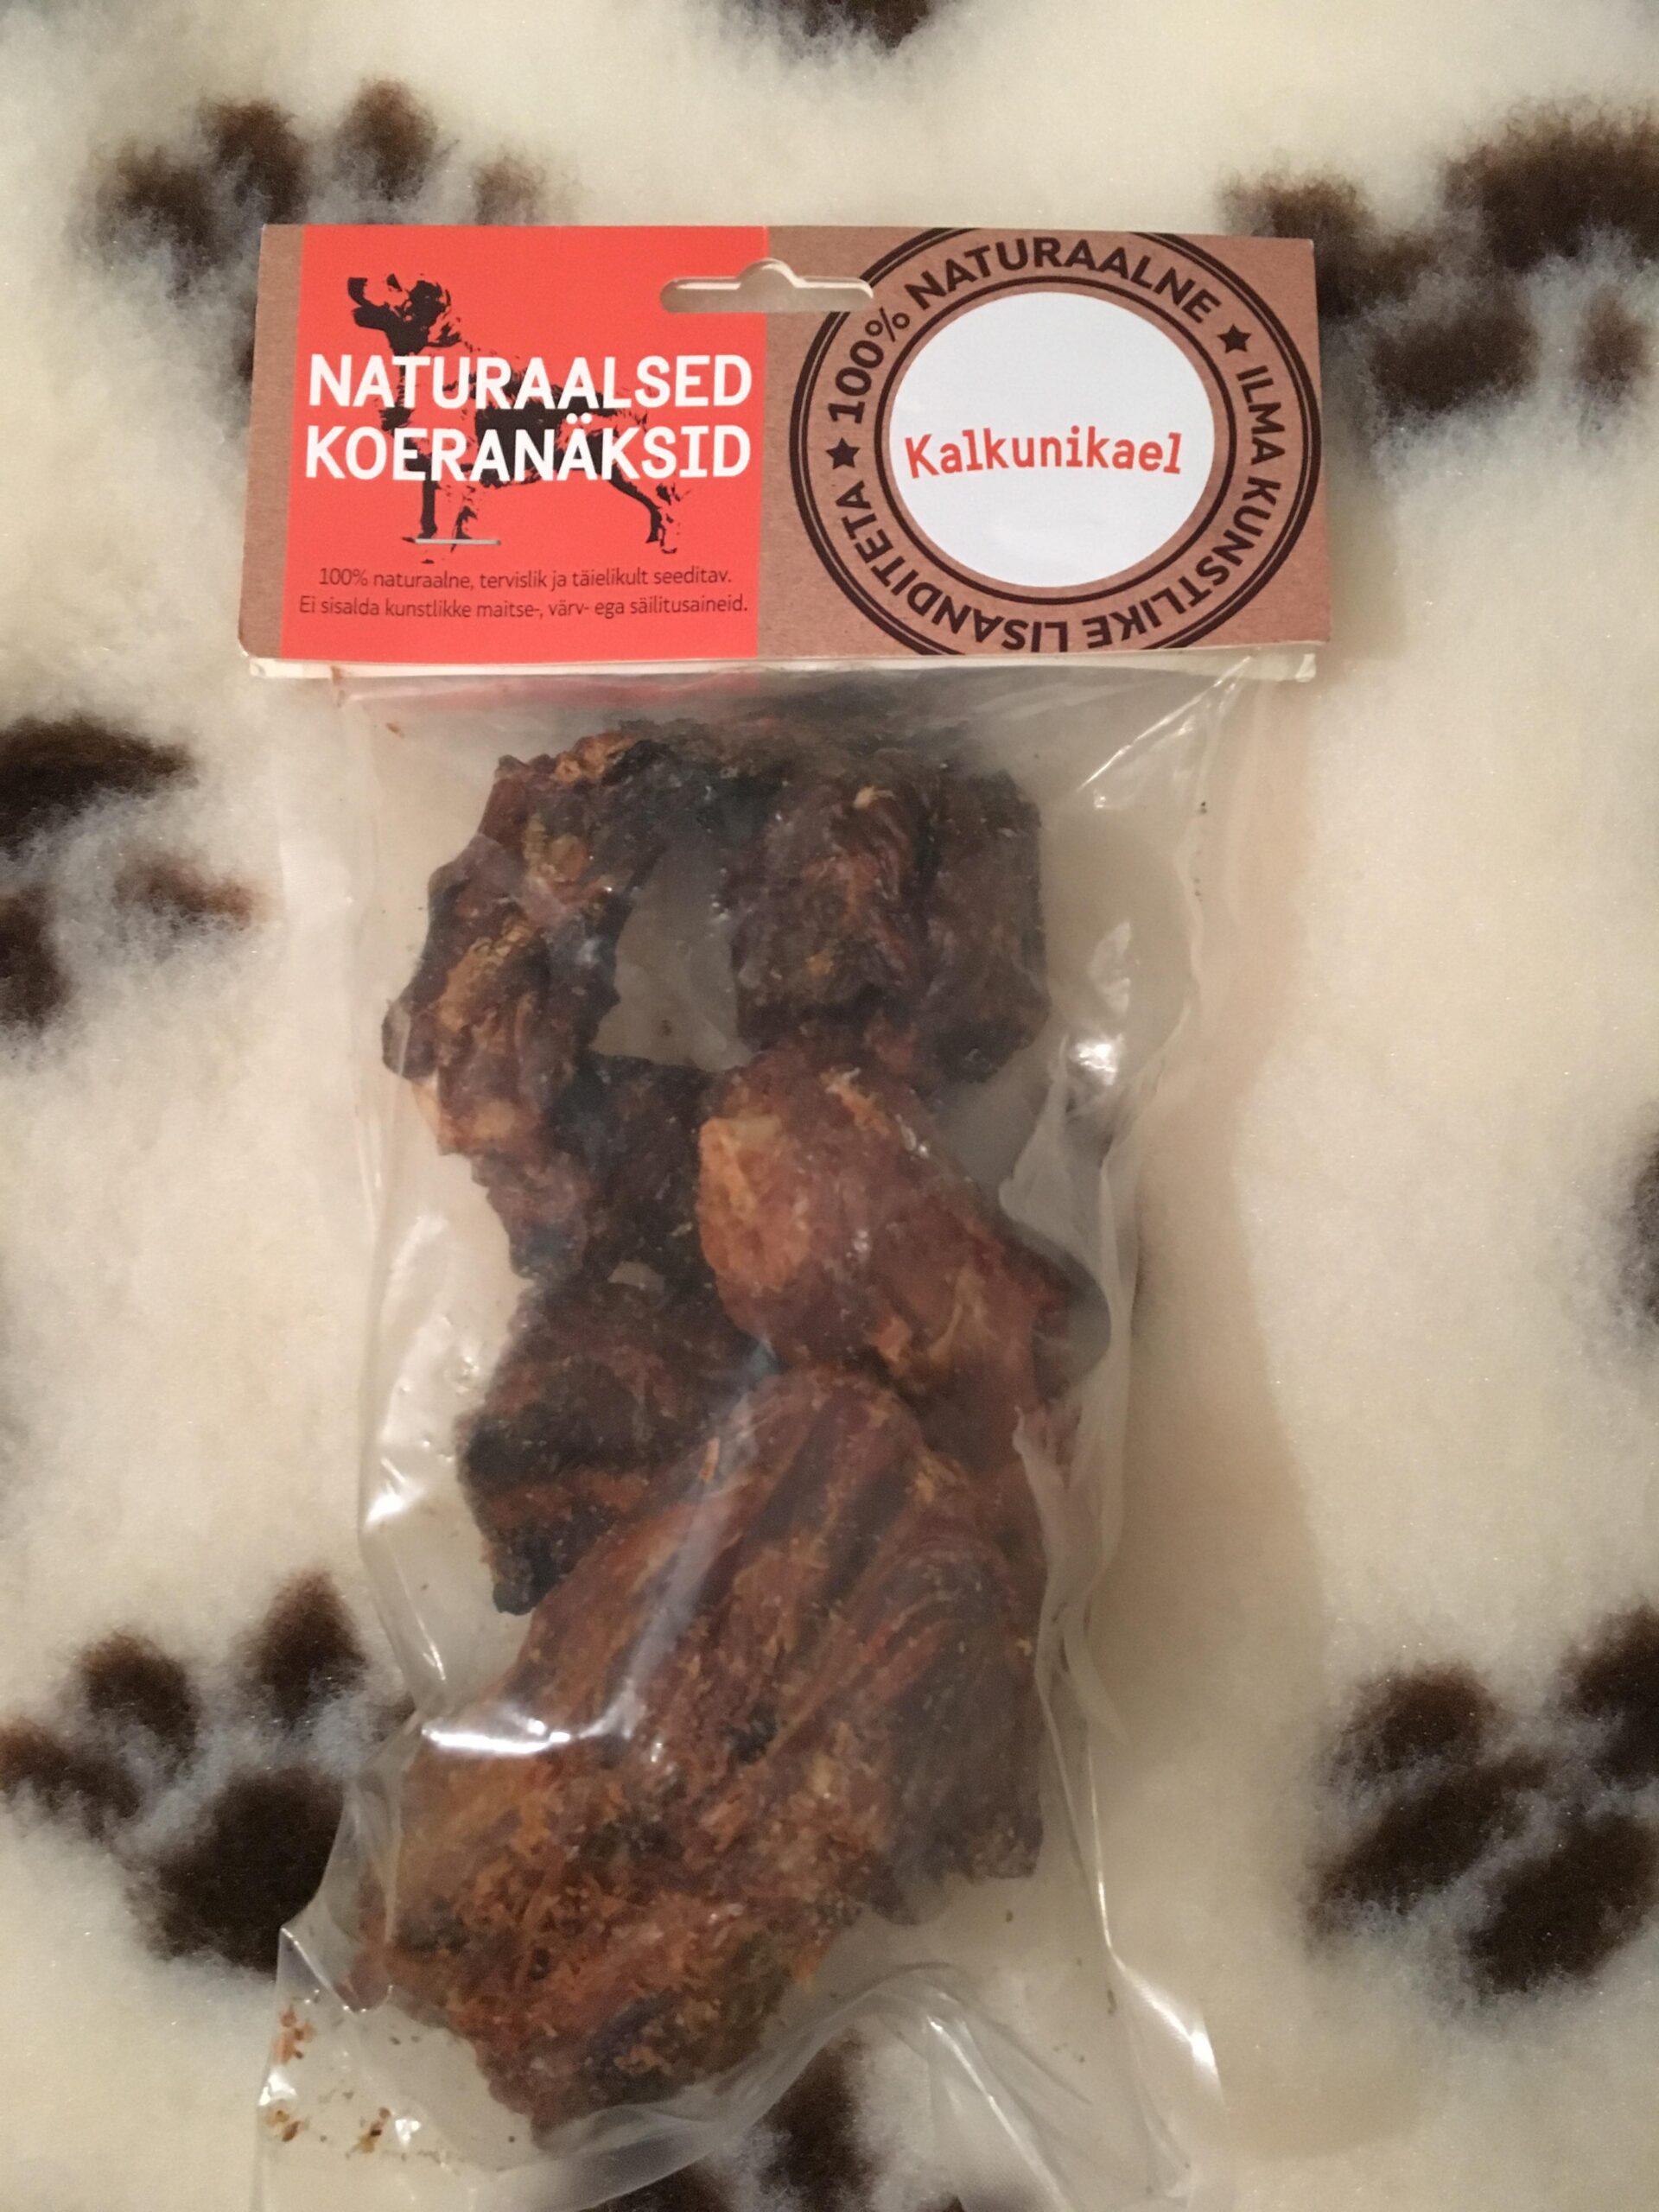 NATURAALSED
KOERANÄKSID
100% naturaalne, tervislik ja täielikult seeditav.
Ei sisalda kunstlikke maitse-, värv- ega säilitusaineid.
★ 100% NATURAALNE ★ ILMA KUNSTLIKE LISANDITETA
Kalkunikael